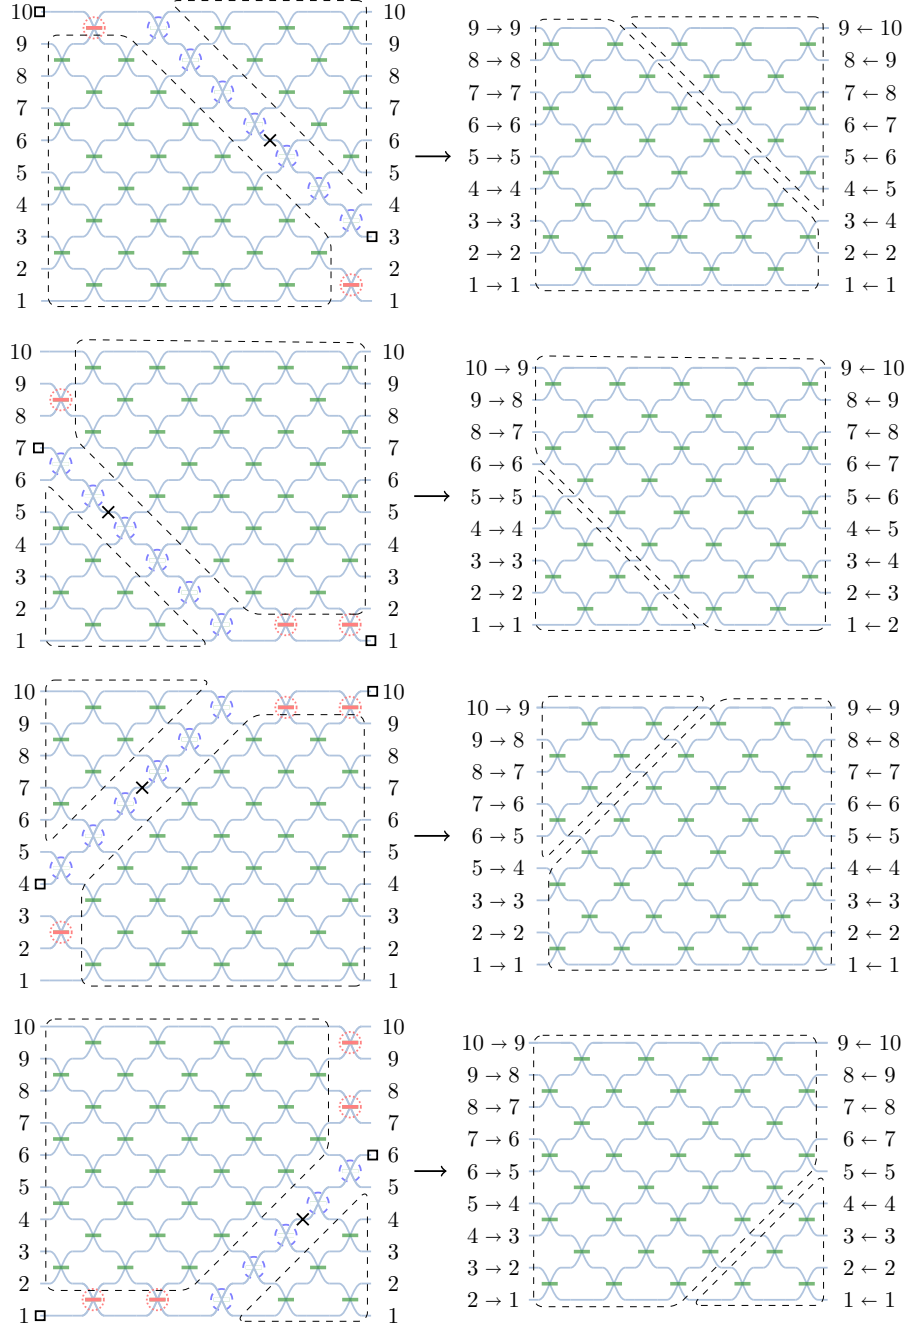 10 10 9 → 9 9 ← 10
9 9 8 → 8 8 ← 9
8 8 7 → 7 7 ← 8
7 7 6 → 6 6 ← 7
6 6 5 → 5 5 ← 6
5 5 4 → 4 4 ← 5
4 4 3 → 3 3 ← 4
3 3 2 → 2 2 ← 2
2 2 1 → 1 1 ← 1
1 1
10 10 10 → 9 9 ← 10
9 9 9 → 8 8 ← 9
8 8 8 → 7 7 ← 8
7 7 6 → 6 6 ← 7
6 6 5 → 5 5 ← 6
5 5 4 → 4 4 ← 5
4 4 3 → 3 3 ← 4
3 3 2 → 2 2 ← 3
2 2 1 → 1 1 ← 2
1 1
10 10 10 → 9 9 ← 9
9 9 9 → 8 8 ← 8
8 8 8 → 7 7 ← 7
7 7 7 → 6 6 ← 6
6 6 6 → 5 5 ← 5
5 5 5 → 4 4 ← 4
4 4 3 → 3 3 ← 3
3 3 2 → 2 2 ← 2
2 2 1 → 1 1 ← 1
1 1
10 10 10 → 9 9 ← 10
9 9 9 → 8 8 ← 9
8 8 8 → 7 7 ← 8
7 7 7 → 6 6 ← 7
6 6 6 → 5 5 ← 5
5 5 5 → 4 4 ← 4
4 4 4 → 3 3 ← 3
3 3 3 → 2 2 ← 2
2 2 2 → 1 1 ← 1
1 1